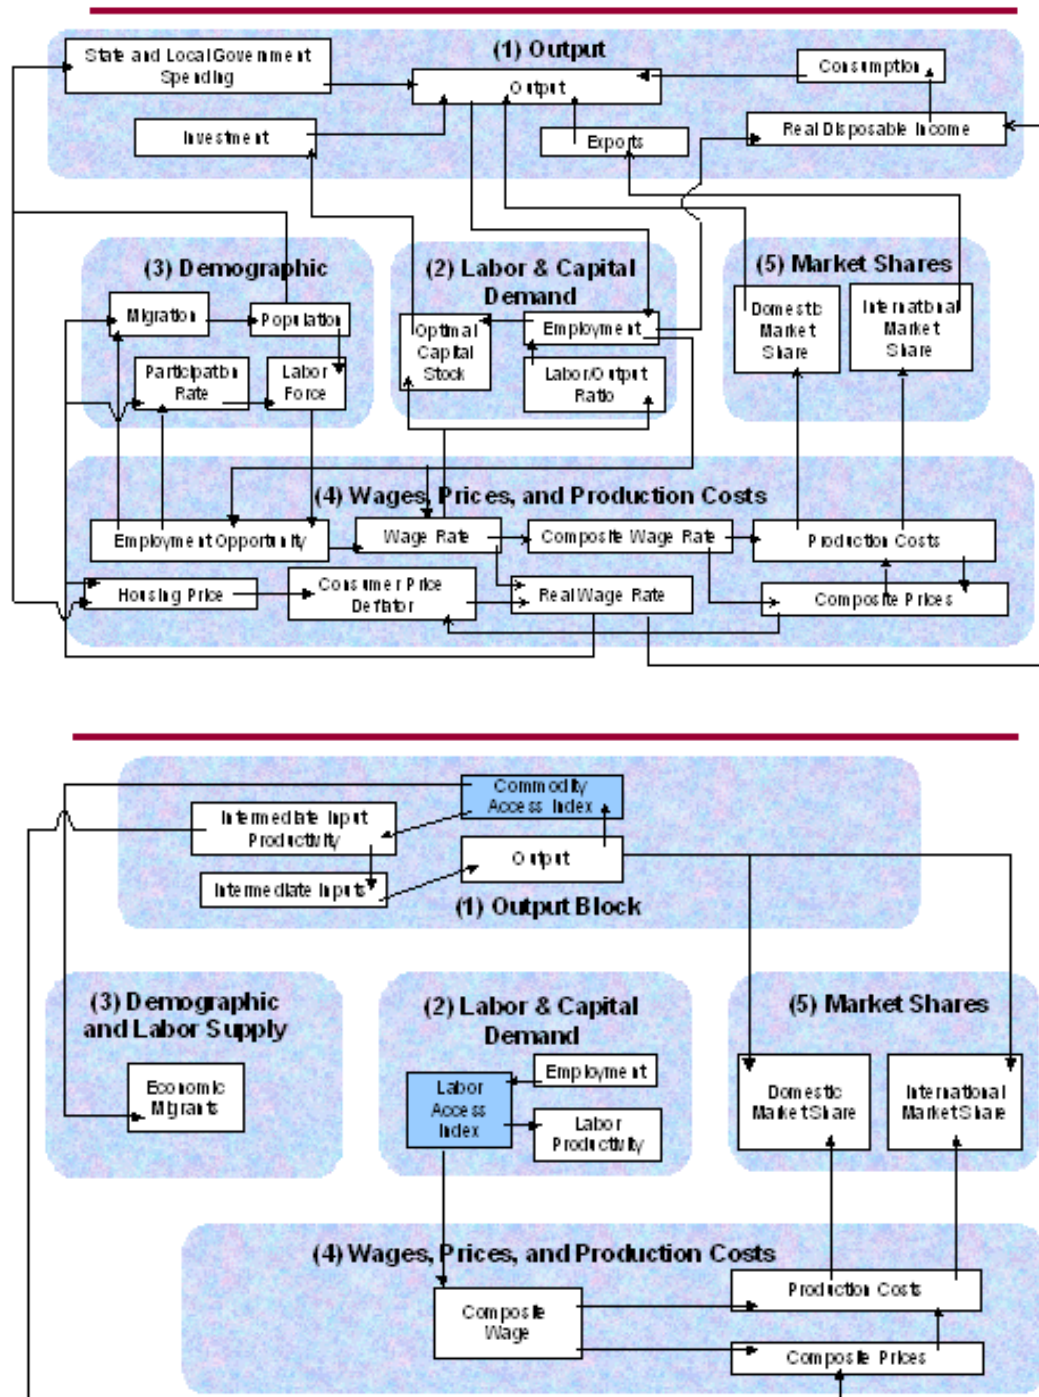 (1) Output
State and Local Government
Spending
Output
Consumption
Investment
Exports
Real Disposable Income
(3) Demographic
Migration
Population
Participation
Rate
Labor
Force
(2) Labor & Capital
Demand
Optimal
Capital
Stock
Employment
Labor/Output
Ratio
(5) Market Shares
Domestic
Market
Share
International
Market
Share
(4) Wages, Prices, and Production Costs
Employment Opportunity
Wage Rate
Composite Wage Rate
Production Costs
Housing Price
Consumer Price
Deflator
Real Wage Rate
Composite Prices
Commodity
Access Index
Intermediate Input
Productivity
Output
Intermediate Inputs
(1) Output Block
(3) Demographic
and Labor Supply
Economic
Migrants
(2) Labor & Capital
Demand
Employment
Labor
Access
Index
Labor
Productivity
(5) Market Shares
Domestic
Market Share
International
Market Share
(4) Wages, Prices, and Production Costs
Composite
Wage
Production Costs
Composite Prices